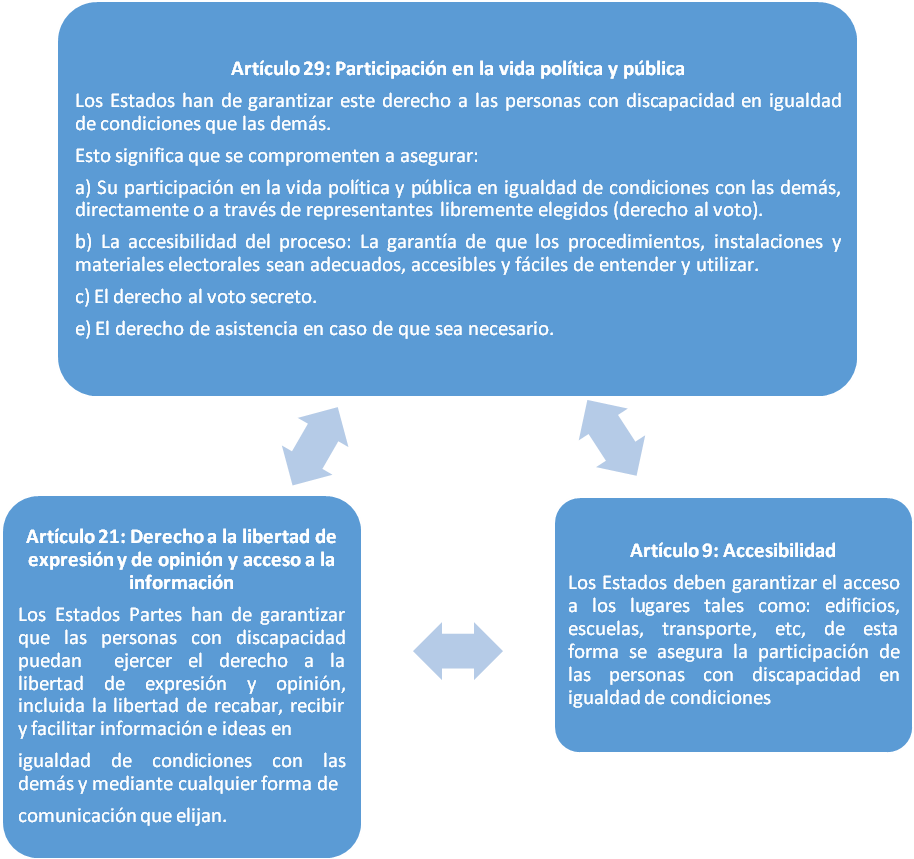 Artículo 29: Participación en la vida política y pública
Los Estados han de garantizar este derecho a las personas con discapacidad en igualdad
de condiciones que las demás.
Esto significa que se compromenten a asegurar:
a) Su participación en la vida política y pública en igualdad de condiciones con las demás,
directamente o a través de representantes libremente elegidos (derecho al voto).
b) La accesibilidad del proceso: La garantía de que los procedimientos, instalaciones y
materiales electorales sean adecuados, accesibles y fáciles de entender y utilizar.
c) El derecho al voto secreto.
e) El derecho de asistencia en caso de que sea necesario.
Artículo 21: Derecho a la libertad de
expresión y de opinión y acceso a la
información
Los Estados Partes han de garantizar
que las personas con discapacidad
puedan ejercer el derecho a la
libertad de expresión y opinión,
incluida la libertad de recabar, recibir
y facilitar información e ideas en
igualdad de condiciones con las
demás y mediante cualquier forma de
comunicación que elijan.
Artículo 9: Accesibilidad
Los Estados deben garantizar el acceso
a los lugares tales como: edificios,
escuelas, transporte, etc, de esta
forma se asegura la participación de
las personas con discapacidad en
igualdad de condiciones